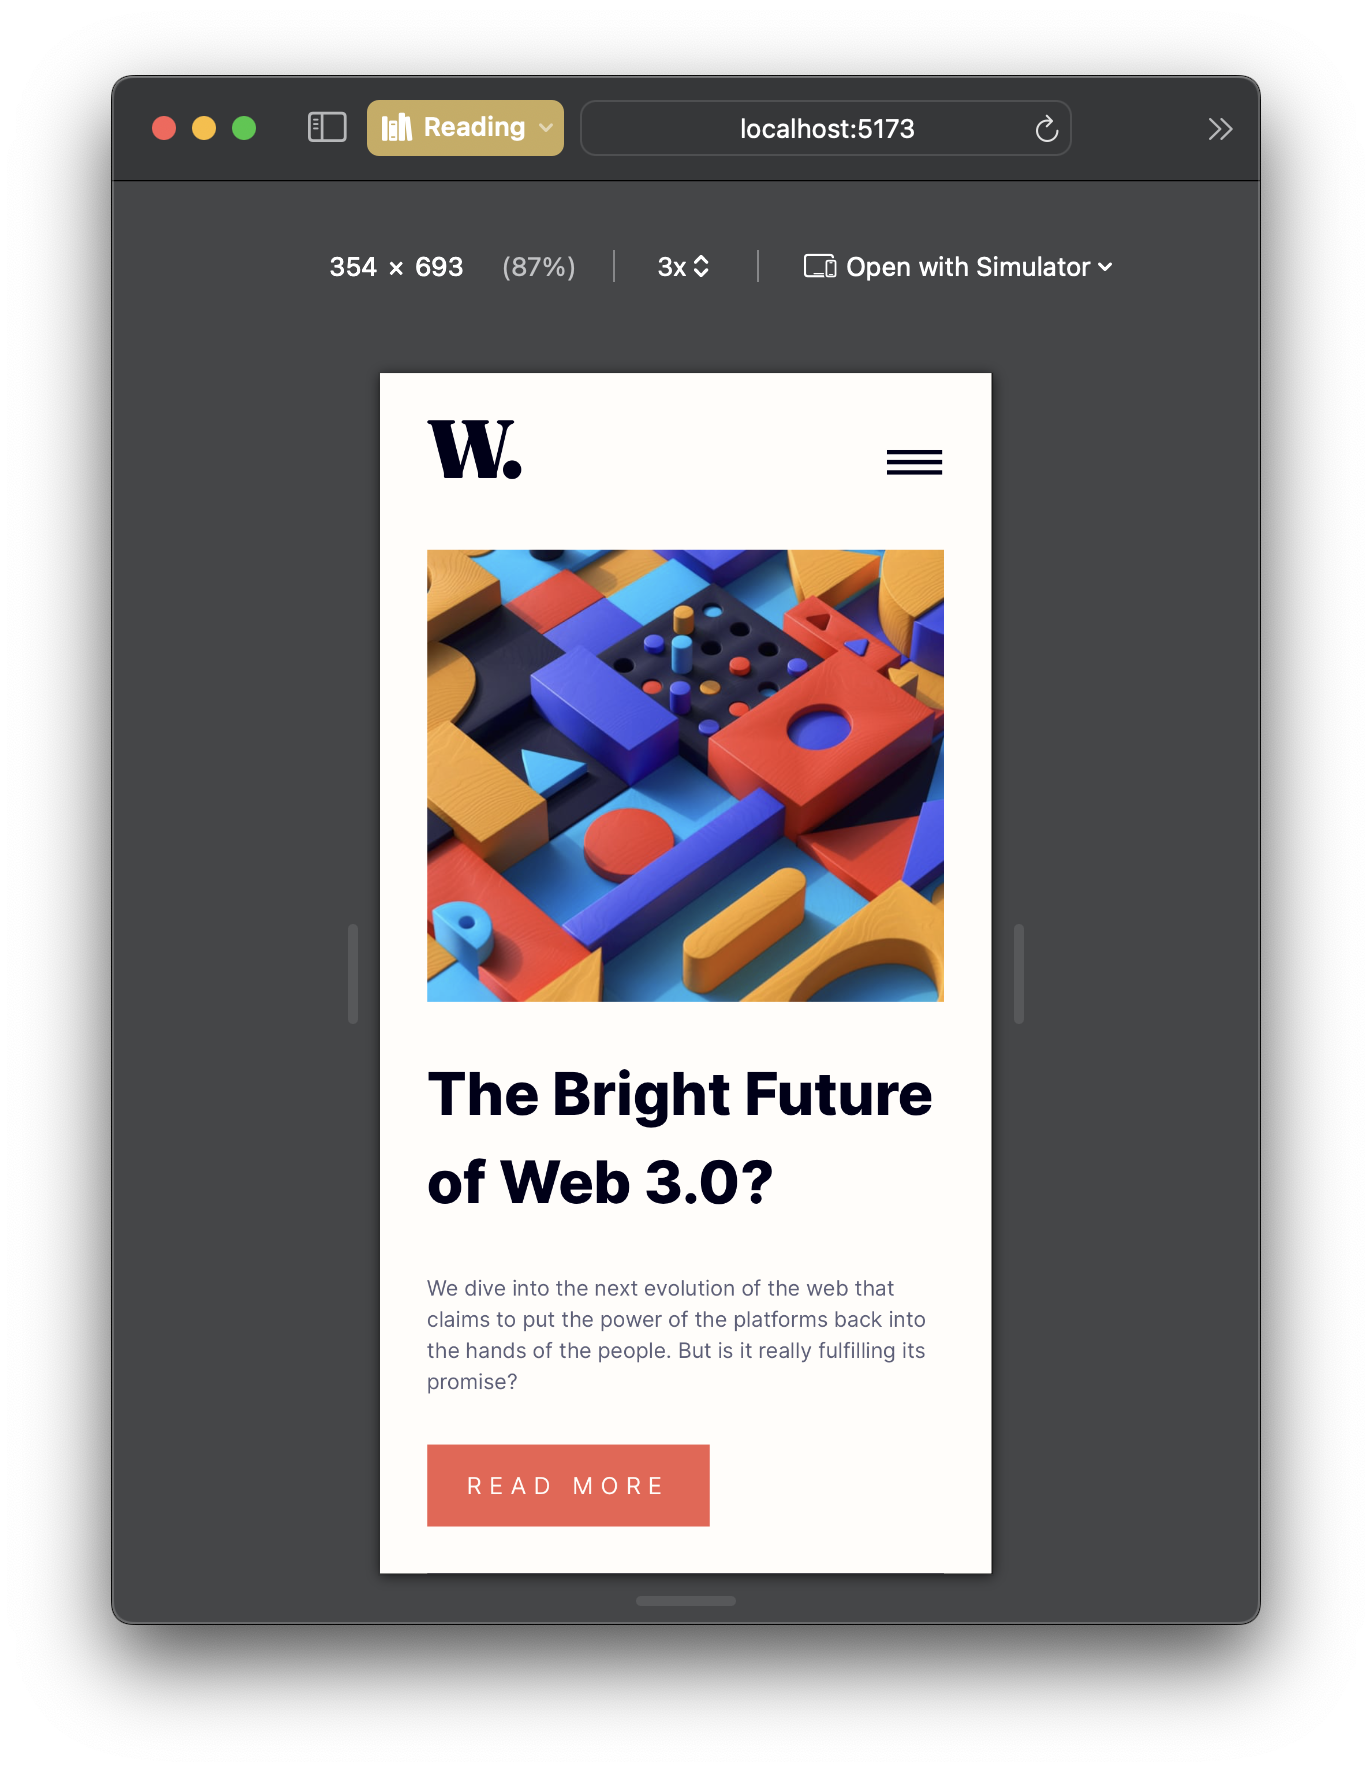 Reading
localhost:5173
354 × 693 (87%) 3x Open with Simulator
W.
The Bright Future
of Web 3.0?
We dive into the next evolution of the web that
claims to put the power of the platforms back into
the hands of the people. But is it really fulfilling its
promise?
READ MORE